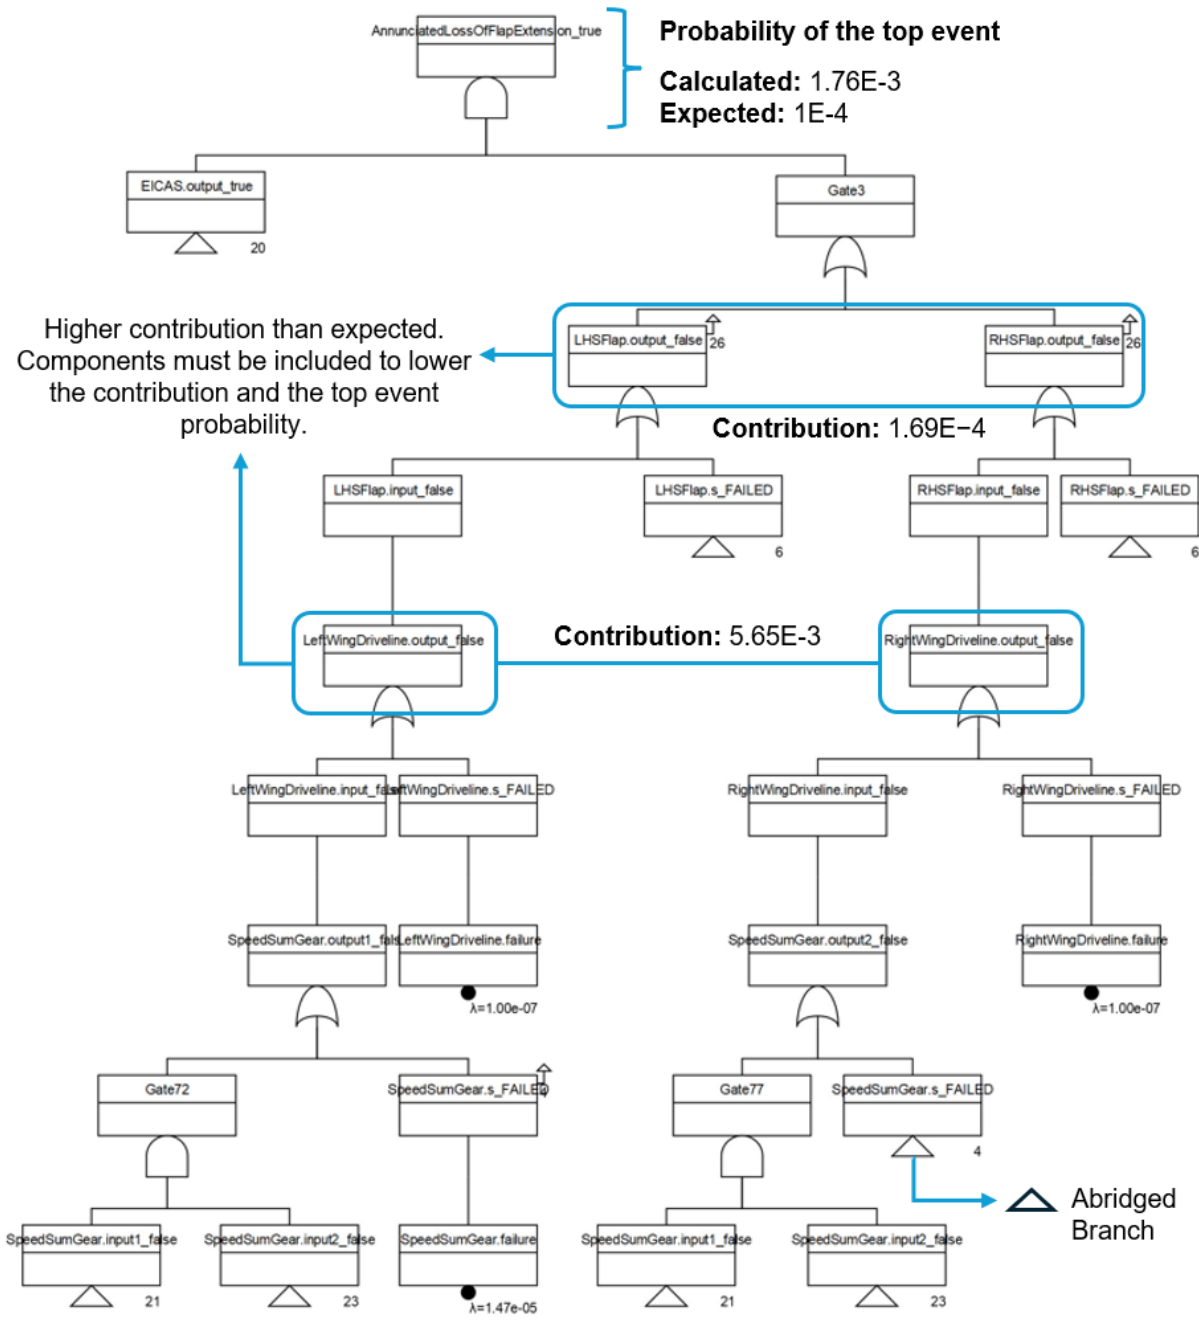 AnnunciatedLossOfFlapExtension_true
Probability of the top event
Calculated: 1.76E-3
Expected: 1E-4
EICAS.output_true
20
Gate3
Higher contribution than expected.
Components must be included to lower
the contribution and the top event
probability.
LHSFlap.output_false
26
RHSFlap.output_false
26
Contribution: 1.69E−4
LHSFlap.input_false
LHSFlap.s_FAILED
6
RHSFlap.input_false
RHSFlap.s_FAILED
6
LeftWingDriveline.output_false
Contribution: 5.65E-3
RightWingDriveline.output_false
LeftWingDriveline.input_false
LeftWingDriveline.s_FAILED
RightWingDriveline.input_false
RightWingDriveline.s_FAILED
SpeedSumGear.output1_false
LeftWingDriveline.failure
λ=1.00e-07
SpeedSumGear.output2_false
RightWingDriveline.failure
λ=1.00e-07
Gate72
SpeedSumGear.s_FAILED
4
Gate77
SpeedSumGear.s_FAILED
4
Abridged
Branch
SpeedSumGear.input1_false
21
SpeedSumGear.input2_false
23
SpeedSumGear.failure
λ=1.47e-05
SpeedSumGear.input1_false
21
SpeedSumGear.input2_false
23